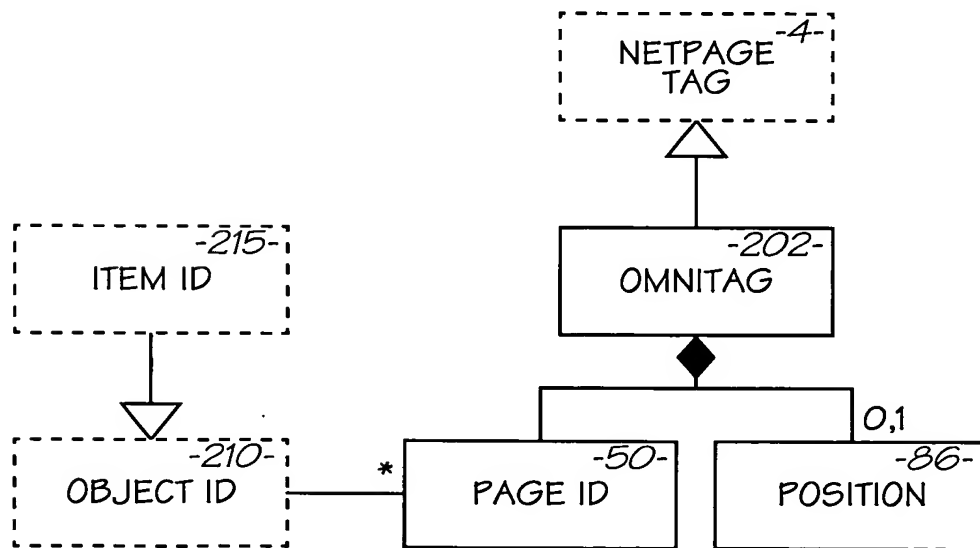 -4-
NETPAGE
TAG
-215-
ITEM ID
-202-
OMNITAG
0,1
-210-
OBJECT ID
*
-50-
PAGE ID
-86-
POSITION